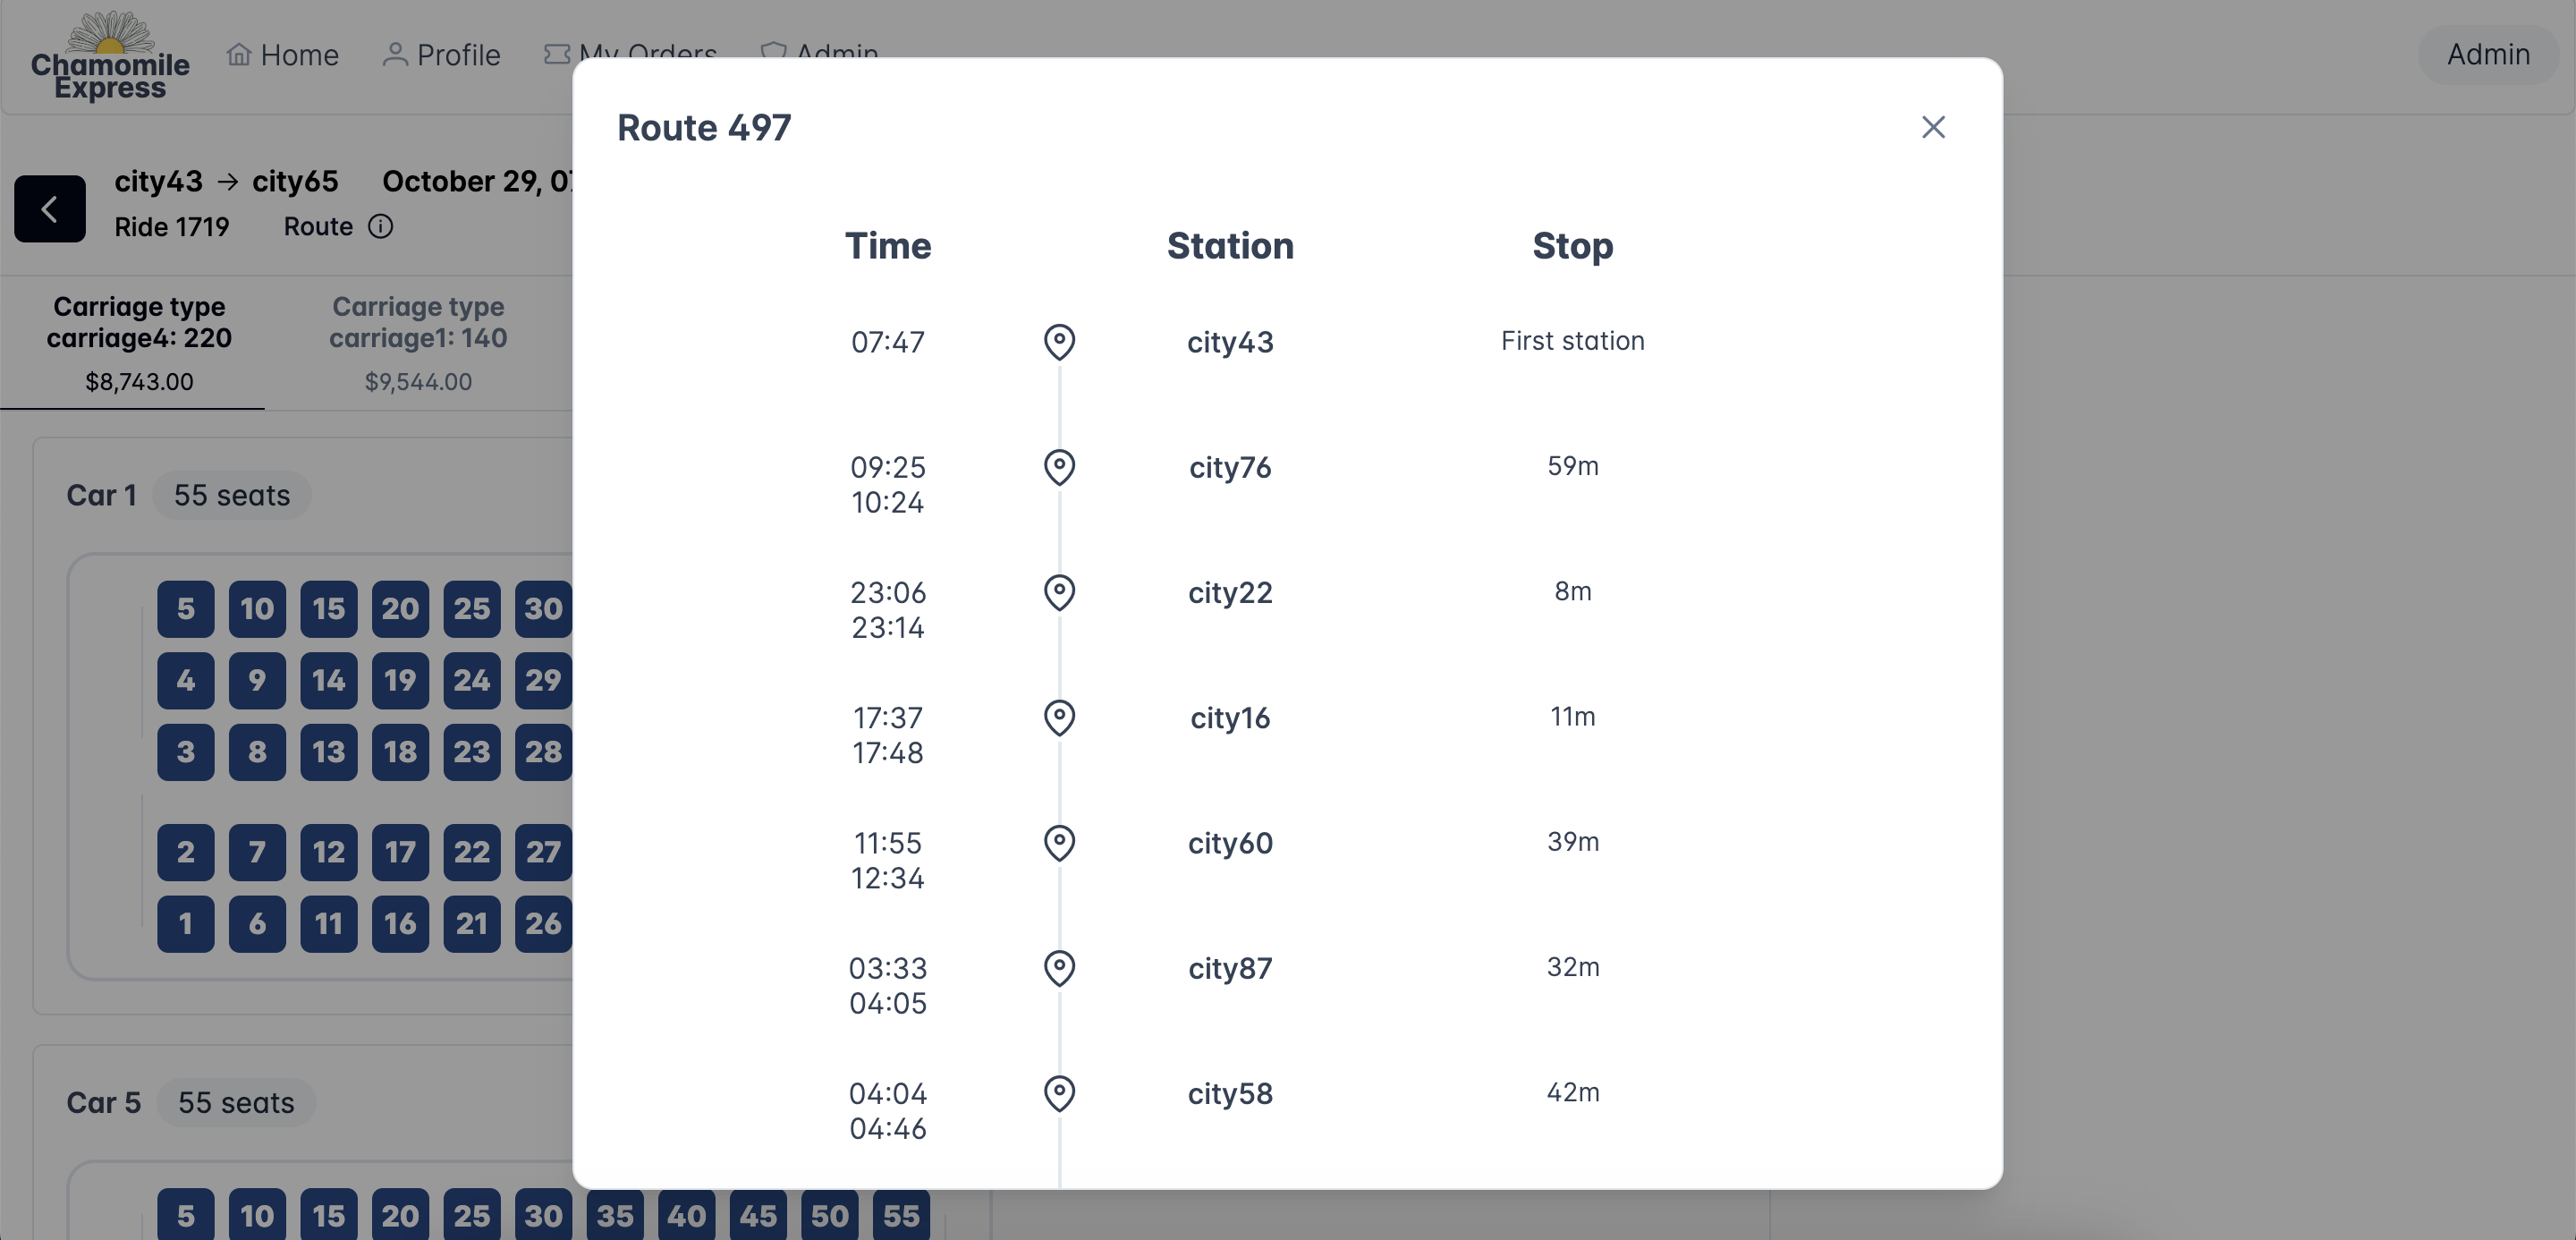 Chamomile
Express
Home
Profile
My Orders
Admin
Admin
city43 → city65 October 29, 07
Ride 1719 Route
Carriage type
carriage4: 220
$8,743.00
Carriage type
carriage1: 140
$9,544.00
Car 1 55 seats
5 10 15 20 25 30
4 9 14 19 24 29
3 8 13 18 23 28
2 7 12 17 22 27
1 6 11 16 21 26
Car 5 55 seats
5 10 15 20 25 30 35 40 45 50 55
Route 497
Time Station Stop
07:47 city43 First station
09:25 city76 59m
10:24
23:06 city22 8m
23:14
17:37 city16 11m
17:48
11:55 city60 39m
12:34
03:33 city87 32m
04:05
04:04 city58 42m
04:46